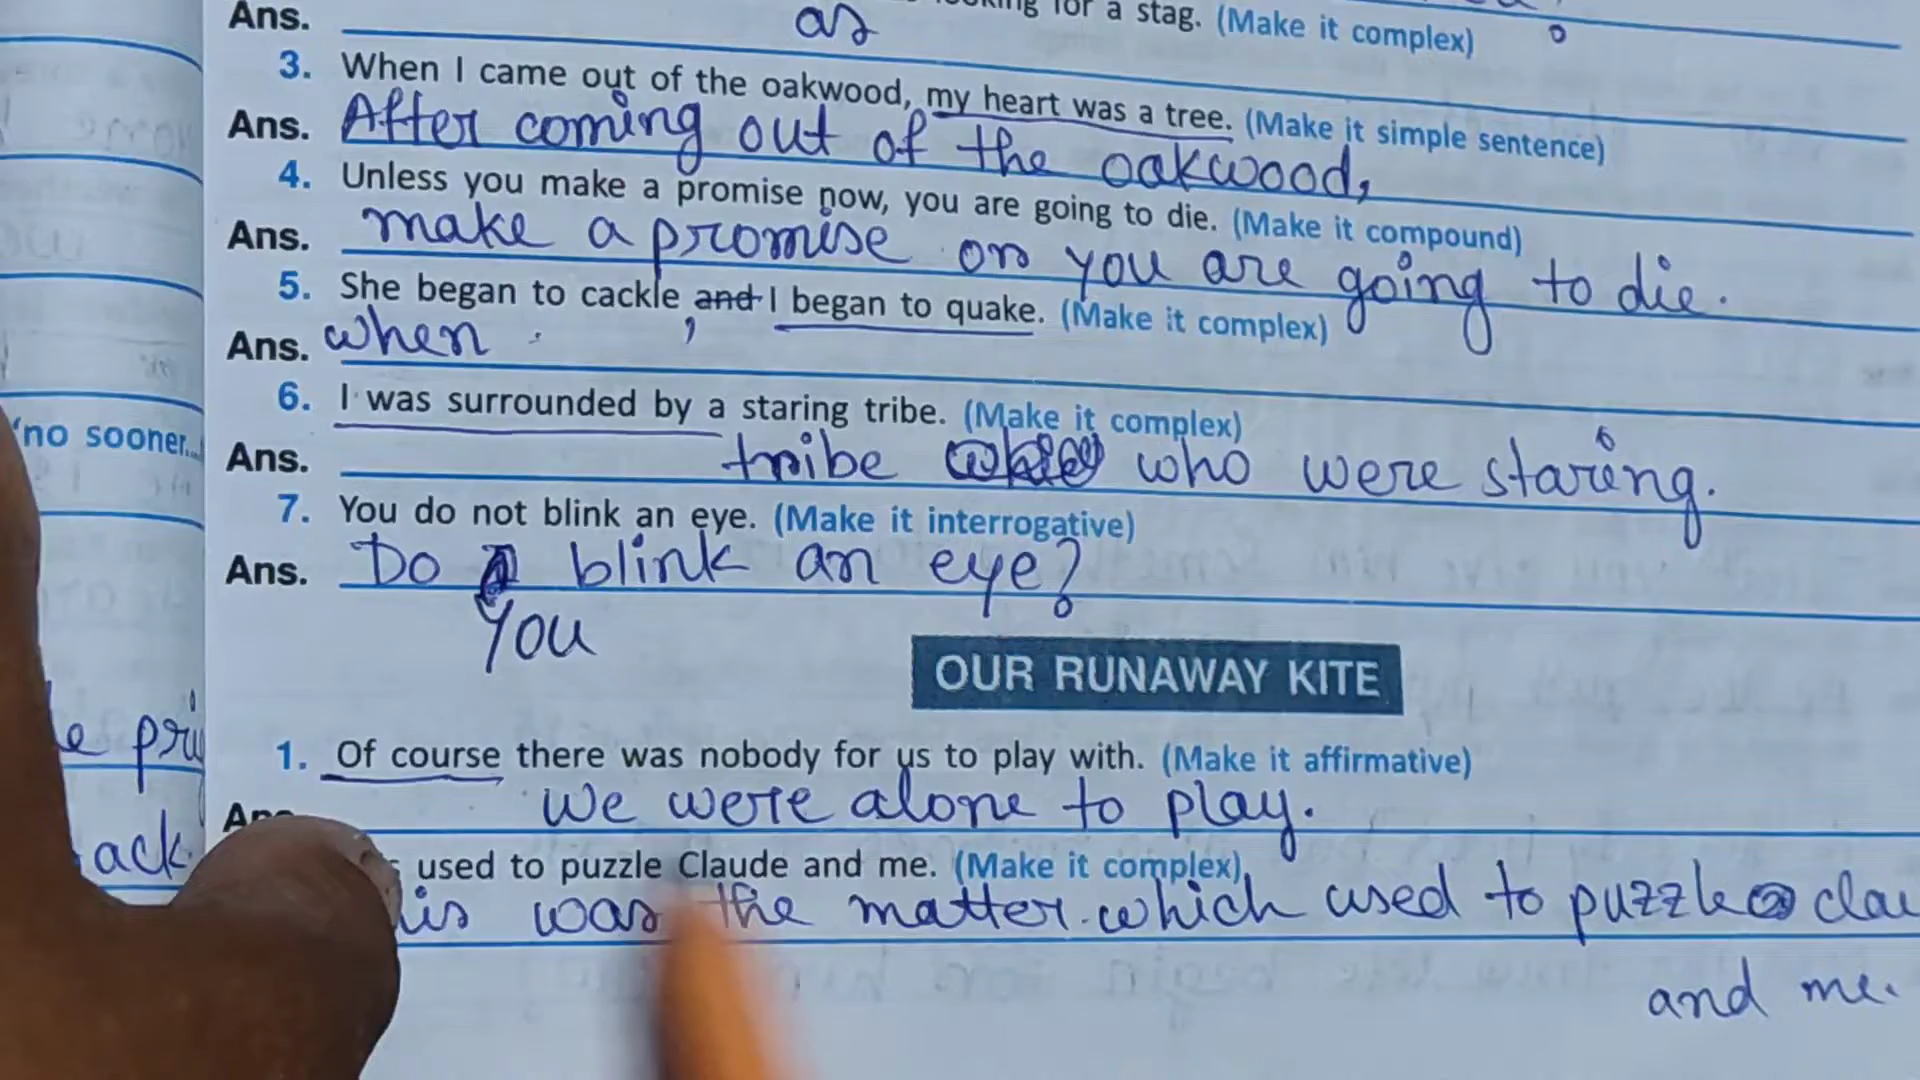 for a stag. (Make it complex)
Ans. as
3. When I came out of the oakwood, my heart was a tree. (Make it simple sentence)
Ans. After coming out of the oakwood,
4. Unless you make a promise now, you are going to die. (Make it compound)
Ans. make a promise or you are going to die.
5. She began to cackle and I began to quake. (Make it complex)
Ans. when ,
6. I was surrounded by a staring tribe. (Make it complex)
Ans. tribe who were staring.
7. You do not blink an eye. (Make it interrogative)
Ans. Do blink an eye?
You
OUR RUNAWAY KITE
1. Of course there was nobody for us to play with. (Make it affirmative)
we were alone to play.
used to puzzle Claude and me. (Make it complex)
was the matter which used to puzzle
and me.
'no sooner...
ack